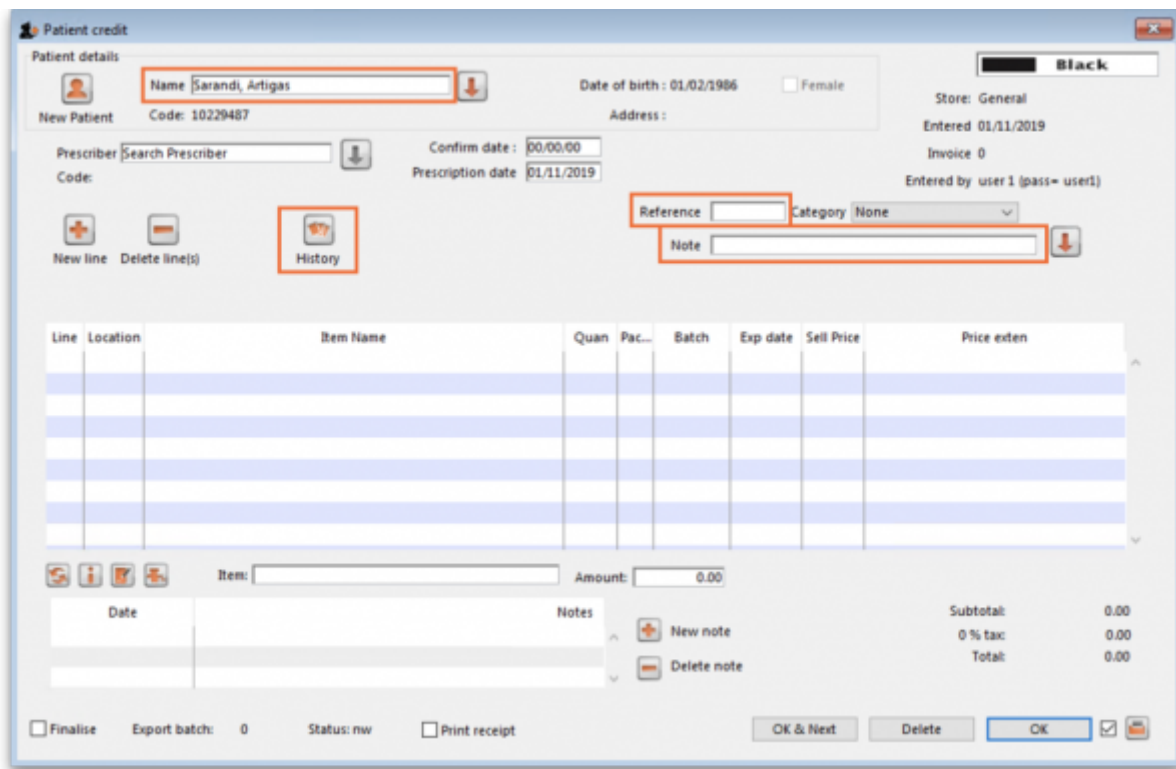 Patient credit
Patient details
Name Sarandi, Artigas
Date of birth : 01/02/1986
Female
Black
New Patient
Code: 10229487
Address :
Store: General
Entered 01/11/2019
Prescriber Search Prescriber
Confirm date : 00/00/00
Invoice 0
Code:
Prescription date 01/11/2019
Entered by user 1 (pass= user1)
Reference
Category None
Note
New line Delete line(s) History
Line Location Item Name Quan Pac... Batch Exp date Sell Price Price exten
Item: Amount: 0.00
Date Notes
New note
Delete note
Subtotal: 0.00
0 % tax: 0.00
Total: 0.00
Finalise Export batch: 0 Status: nw Print receipt OK & Next Delete OK